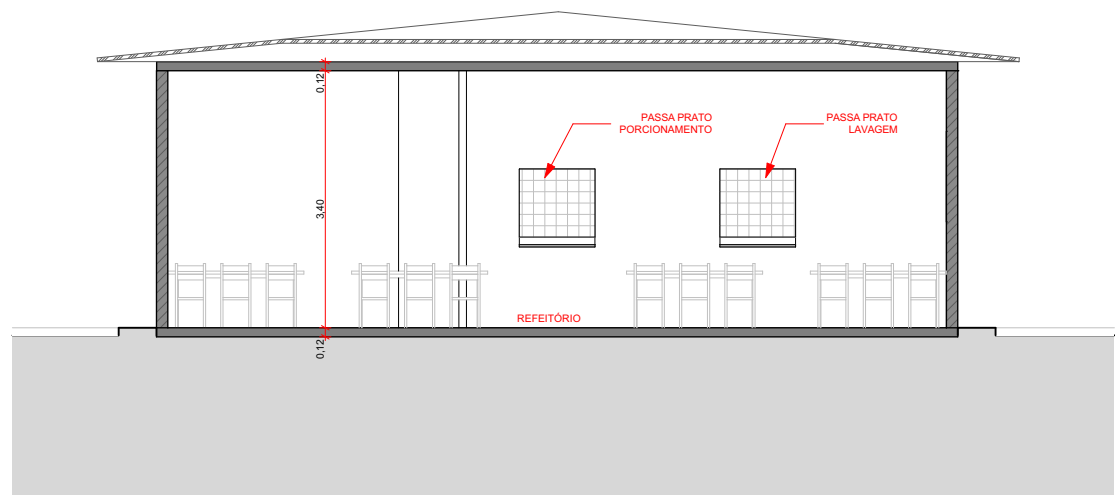 0,12
PASSA PRATO
PORCIONAMENTO
PASSA PRATO
LAVAGEM
3,40
REFEITÓRIO
0,12